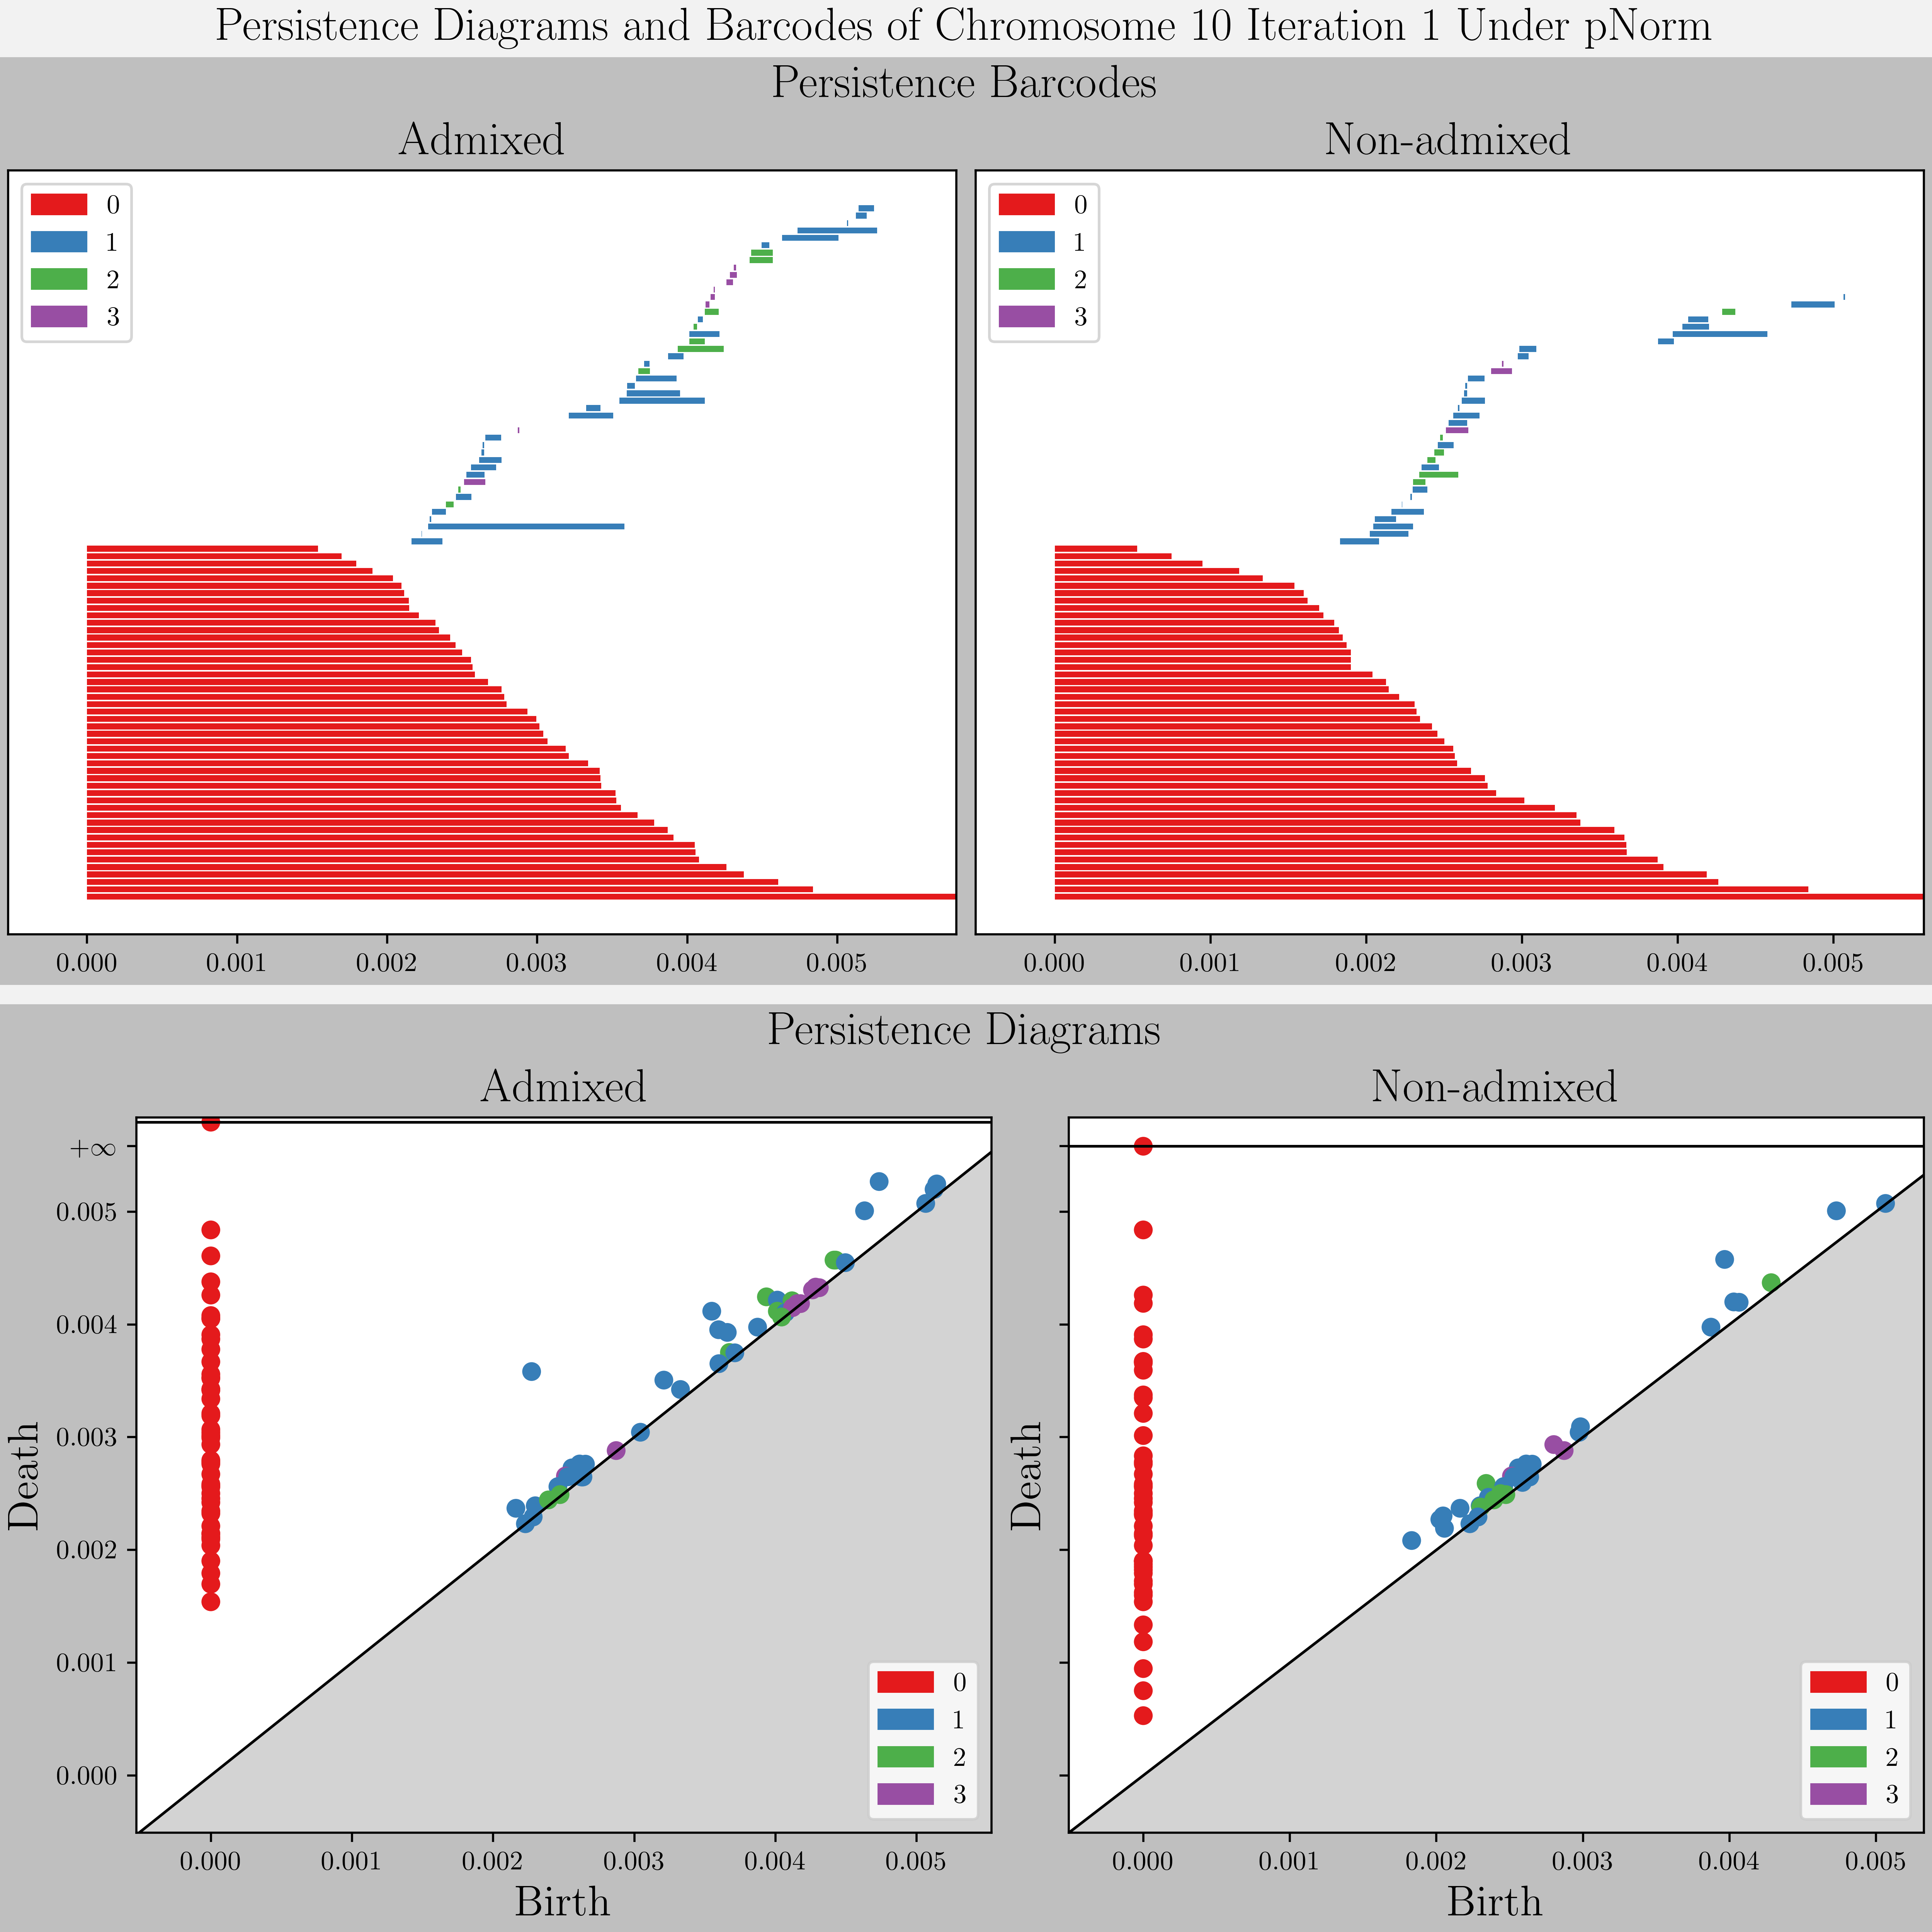 Persistence Diagrams and Barcodes of Chromosome 10 Iteration 1 Under pNorm
Persistence Barcodes
Admixed
Non-admixed
0
1
2
3
0
1
2
3
0.000 0.001 0.002 0.003 0.004 0.005
0.000 0.001 0.002 0.003 0.004 0.005
Persistence Diagrams
Admixed
Non-admixed
+∞
0.005
0.004
0.003
0.002
0.001
0.000
Death
Death
0
1
2
3
0
1
2
3
0.000 0.001 0.002 0.003 0.004 0.005
0.000 0.001 0.002 0.003 0.004 0.005
Birth
Birth